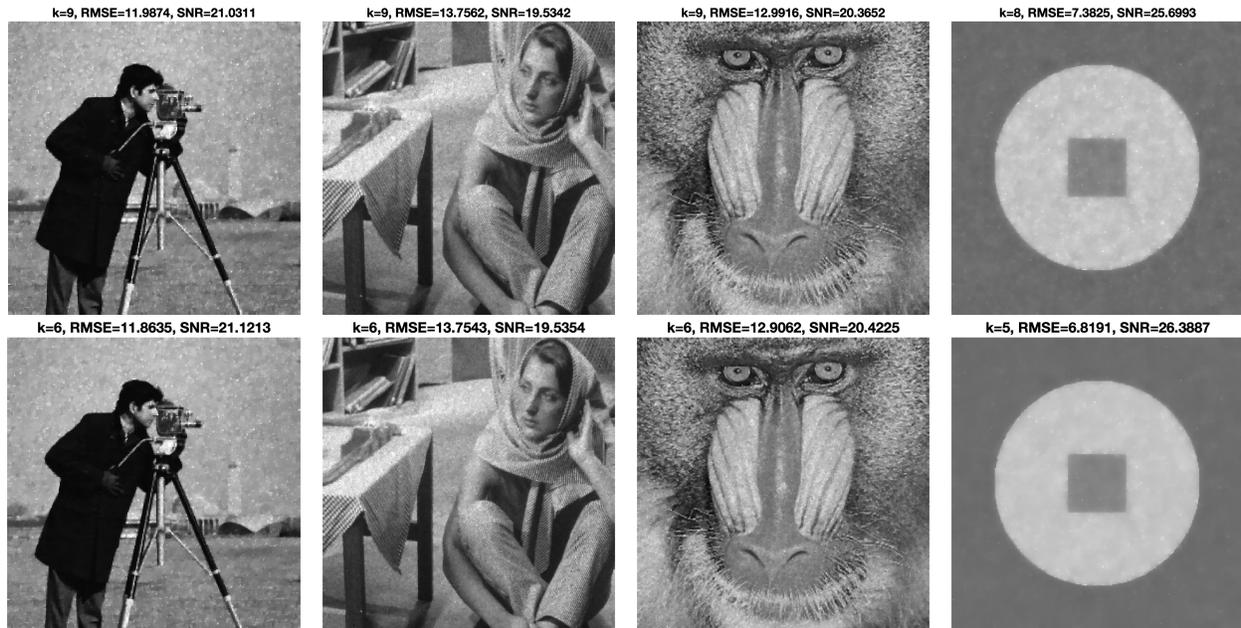 k=9, RMSE=11.9874, SNR=21.0311
k=9, RMSE=13.7562, SNR=19.5342
k=9, RMSE=12.9916, SNR=20.3652
k=8, RMSE=7.3825, SNR=25.6993
k=6, RMSE=11.8635, SNR=21.1213
k=6, RMSE=13.7543, SNR=19.5354
k=6, RMSE=12.9062, SNR=20.4225
k=5, RMSE=6.8191, SNR=26.3887